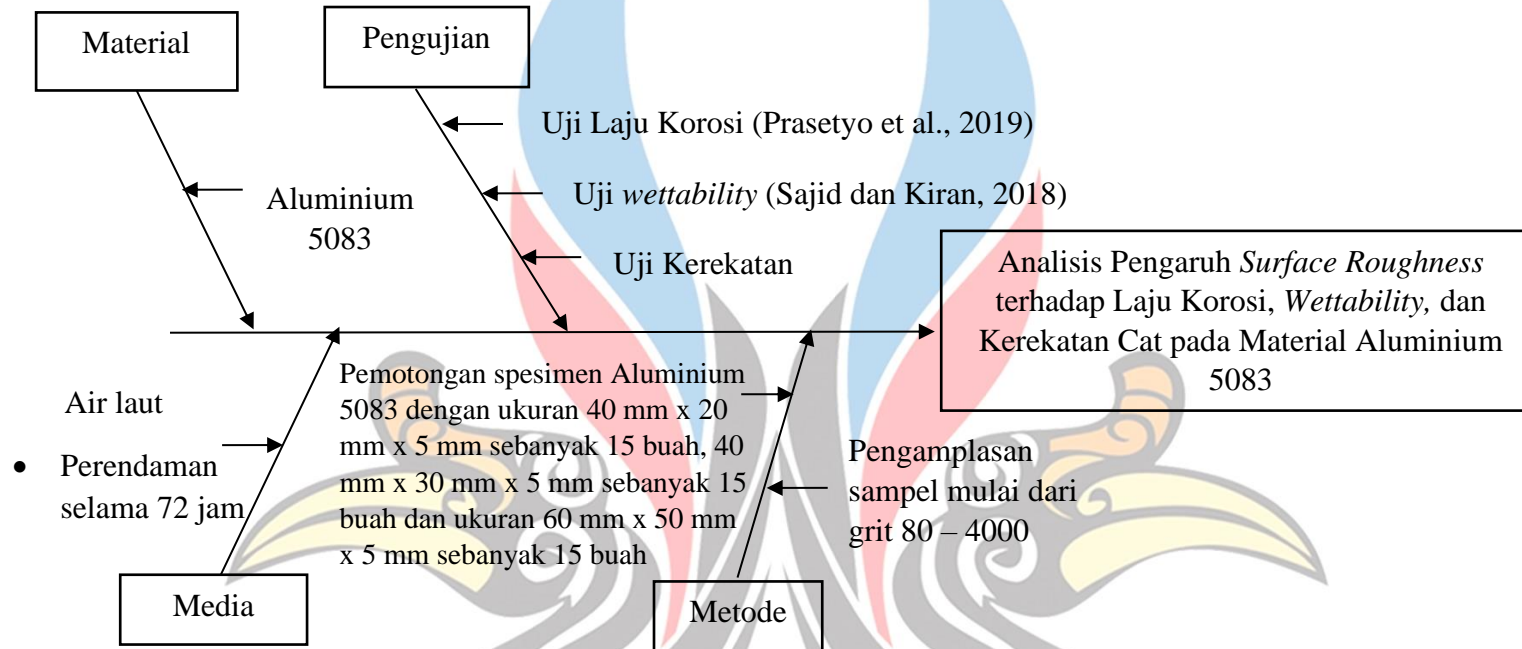 Material
Pengujian
Uji Laju Korosi (Prasetyo et al., 2019)
Uji wettability (Sajid dan Kiran, 2018)
Uji Kerekatan
Aluminium
5083
Analisis Pengaruh Surface Roughness
terhadap Laju Korosi, Wettability, dan
Kerekatan Cat pada Material Aluminium
5083
Air laut
• Perendaman
selama 72 jam
Pemotongan spesimen Aluminium
5083 dengan ukuran 40 mm x 20
mm x 5 mm sebanyak 15 buah, 40
mm x 30 mm x 5 mm sebanyak 15
buah dan ukuran 60 mm x 50 mm
x 5 mm sebanyak 15 buah
Pengamplasan
sampel mulai dari
grit 80 – 4000
Media
Metode